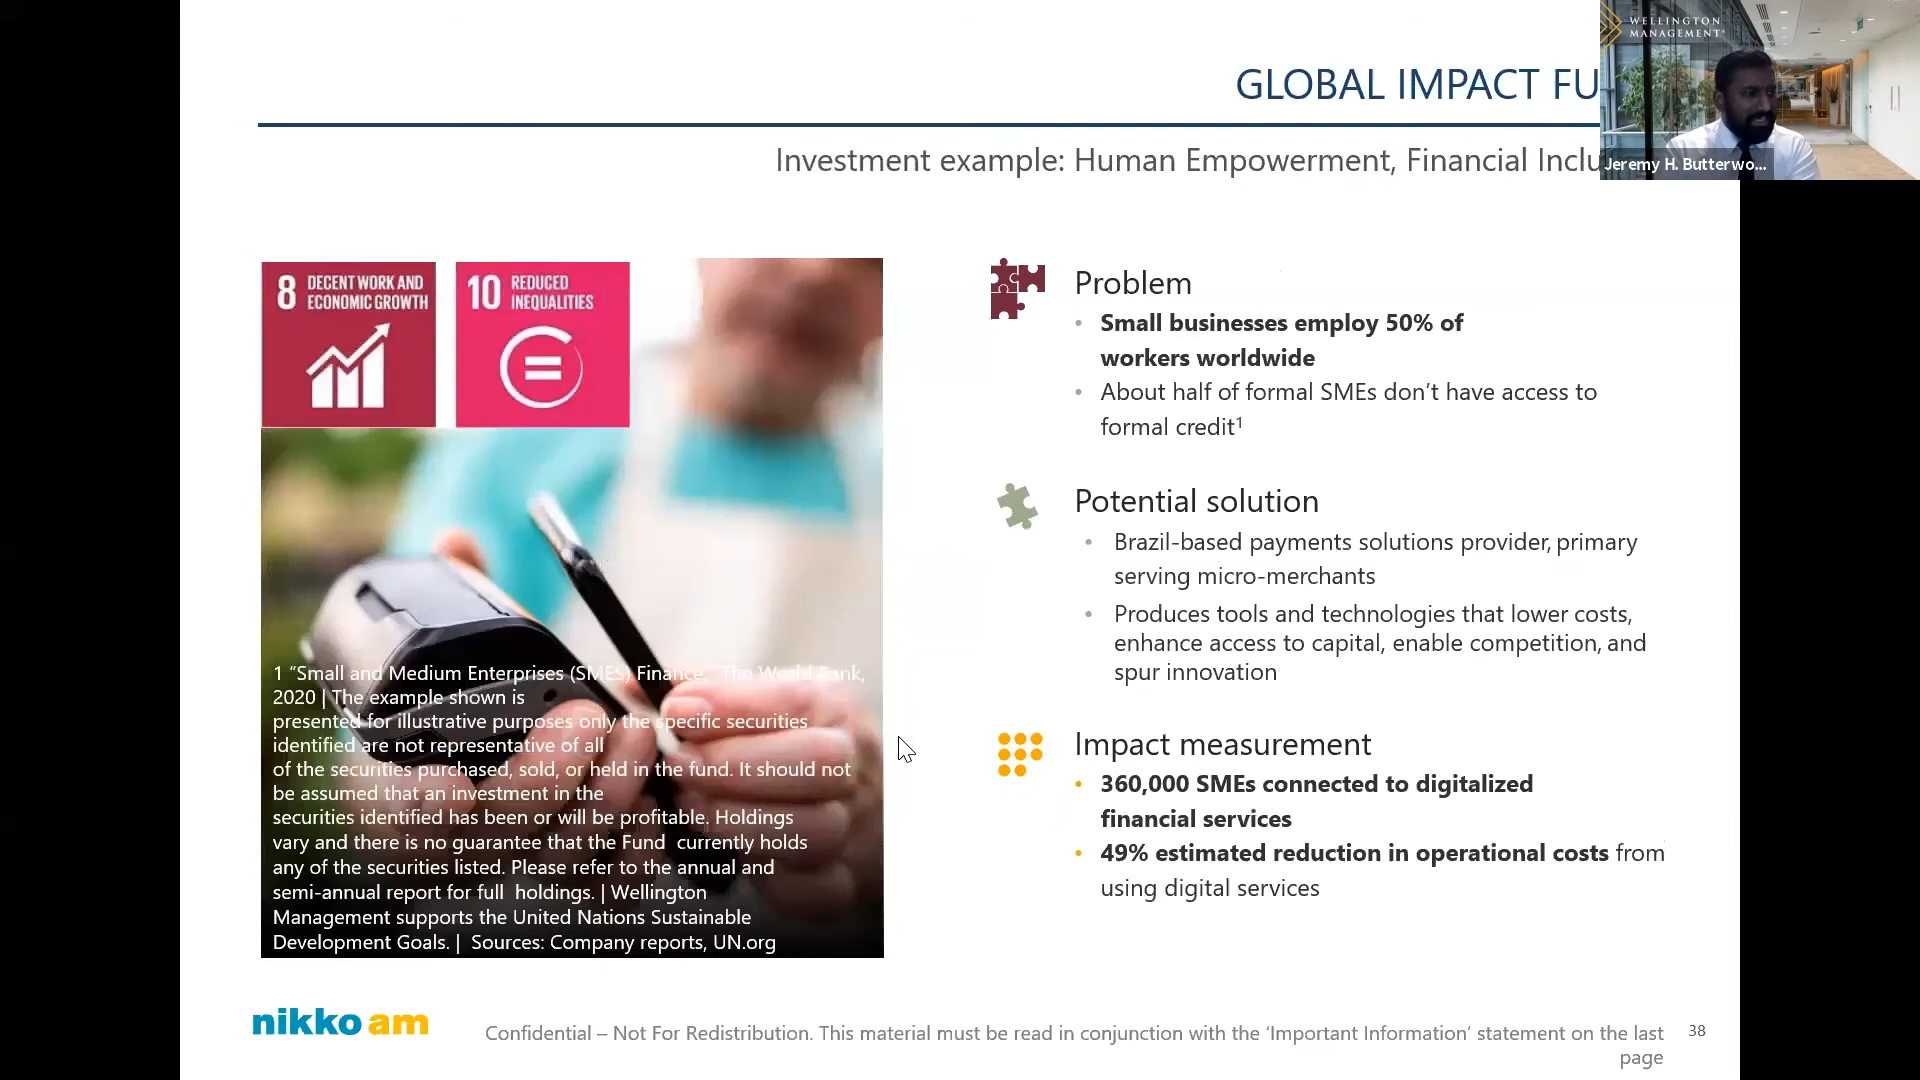 WELLINGTON
MANAGEMENT®
GLOBAL IMPACT FU
Investment example: Human Empowerment, Financial Inclu
Jeremy H. Butterwo...
8 DECENT WORK AND
ECONOMIC GROWTH
10 REDUCED
INEQUALITIES
1 “Small and Medium Enterprises (SMEs) Finance,” The World Bank,
2020 | The example shown is
presented for illustrative purposes only the specific securities
identified are not representative of all
of the securities purchased, sold, or held in the fund. It should not
be assumed that an investment in the
securities identified has been or will be profitable. Holdings
vary and there is no guarantee that the Fund currently holds
any of the securities listed. Please refer to the annual and
semi-annual report for full holdings. | Wellington
Management supports the United Nations Sustainable
Development Goals. | Sources: Company reports, UN.org
Problem
• Small businesses employ 50% of
workers worldwide
• About half of formal SMEs don’t have access to
formal credit¹
Potential solution
• Brazil-based payments solutions provider, primary
serving micro-merchants
• Produces tools and technologies that lower costs,
enhance access to capital, enable competition, and
spur innovation
Impact measurement
• 360,000 SMEs connected to digitalized
financial services
• 49% estimated reduction in operational costs from
using digital services
nikko am
Confidential – Not For Redistribution. This material must be read in conjunction with the ‘Important Information’ statement on the last
page
38